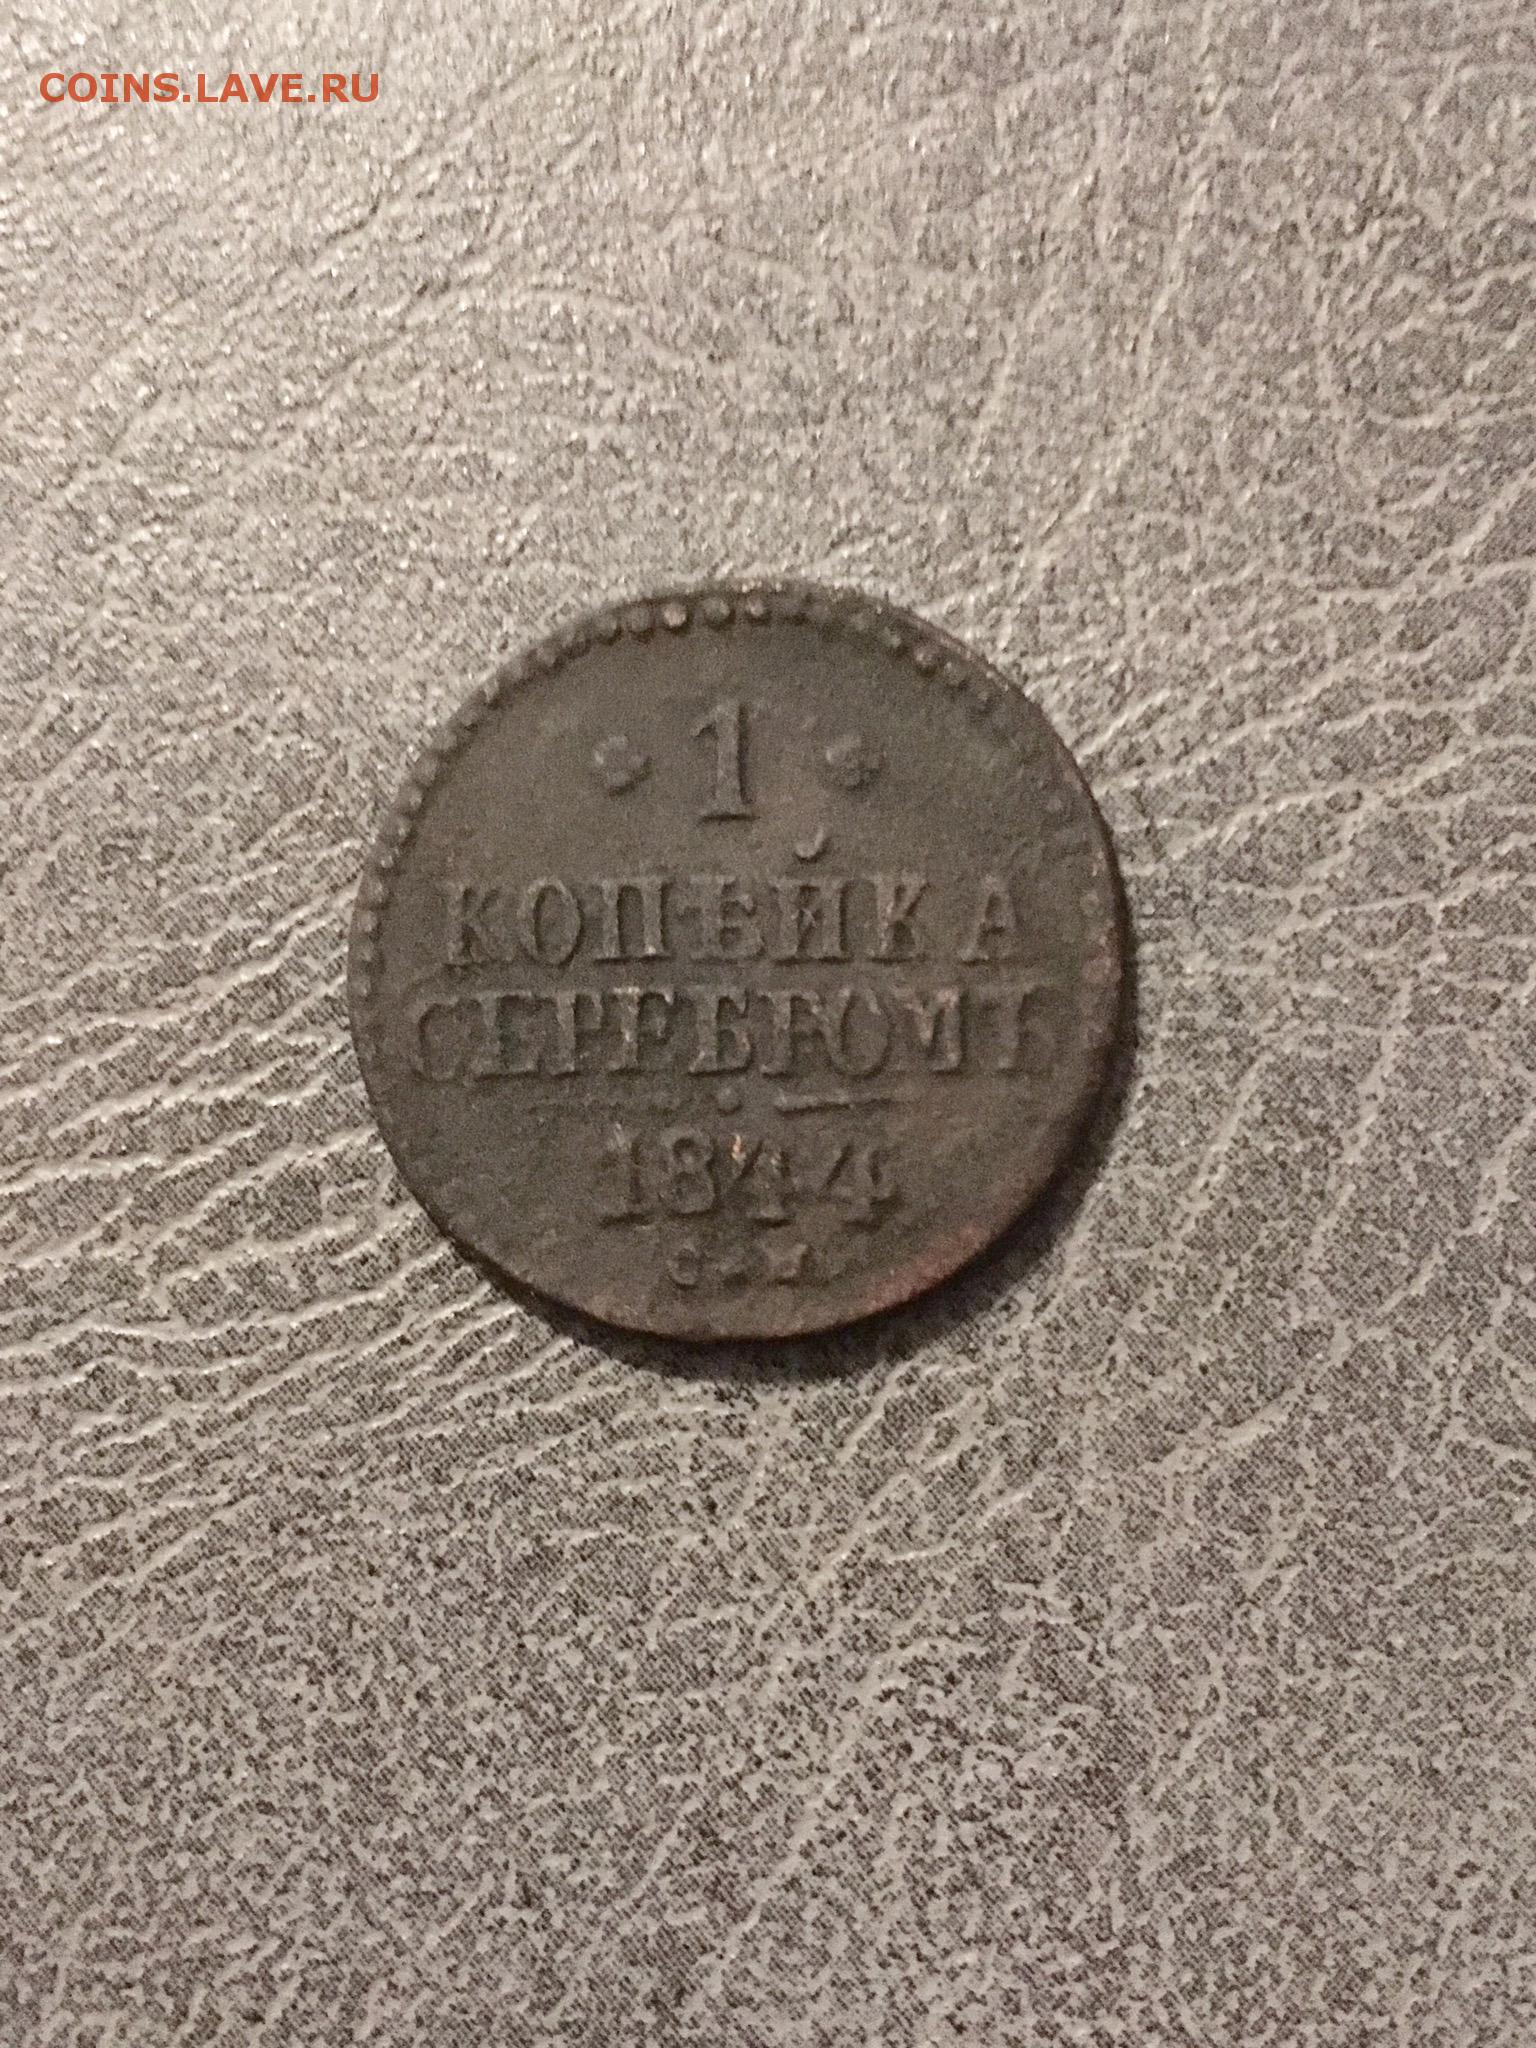 COINS.LAVE.RU
1
КОПѢЙКА
СЕРЕБРОМЪ
1844
С.М.